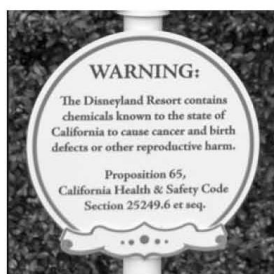 WARNING:
The Disneyland Resort contains
chemicals known to the state of
California to cause cancer and birth
defects or other reproductive harm.
Proposition 65,
California Health & Safety Code
Section 25249.6 et seq.